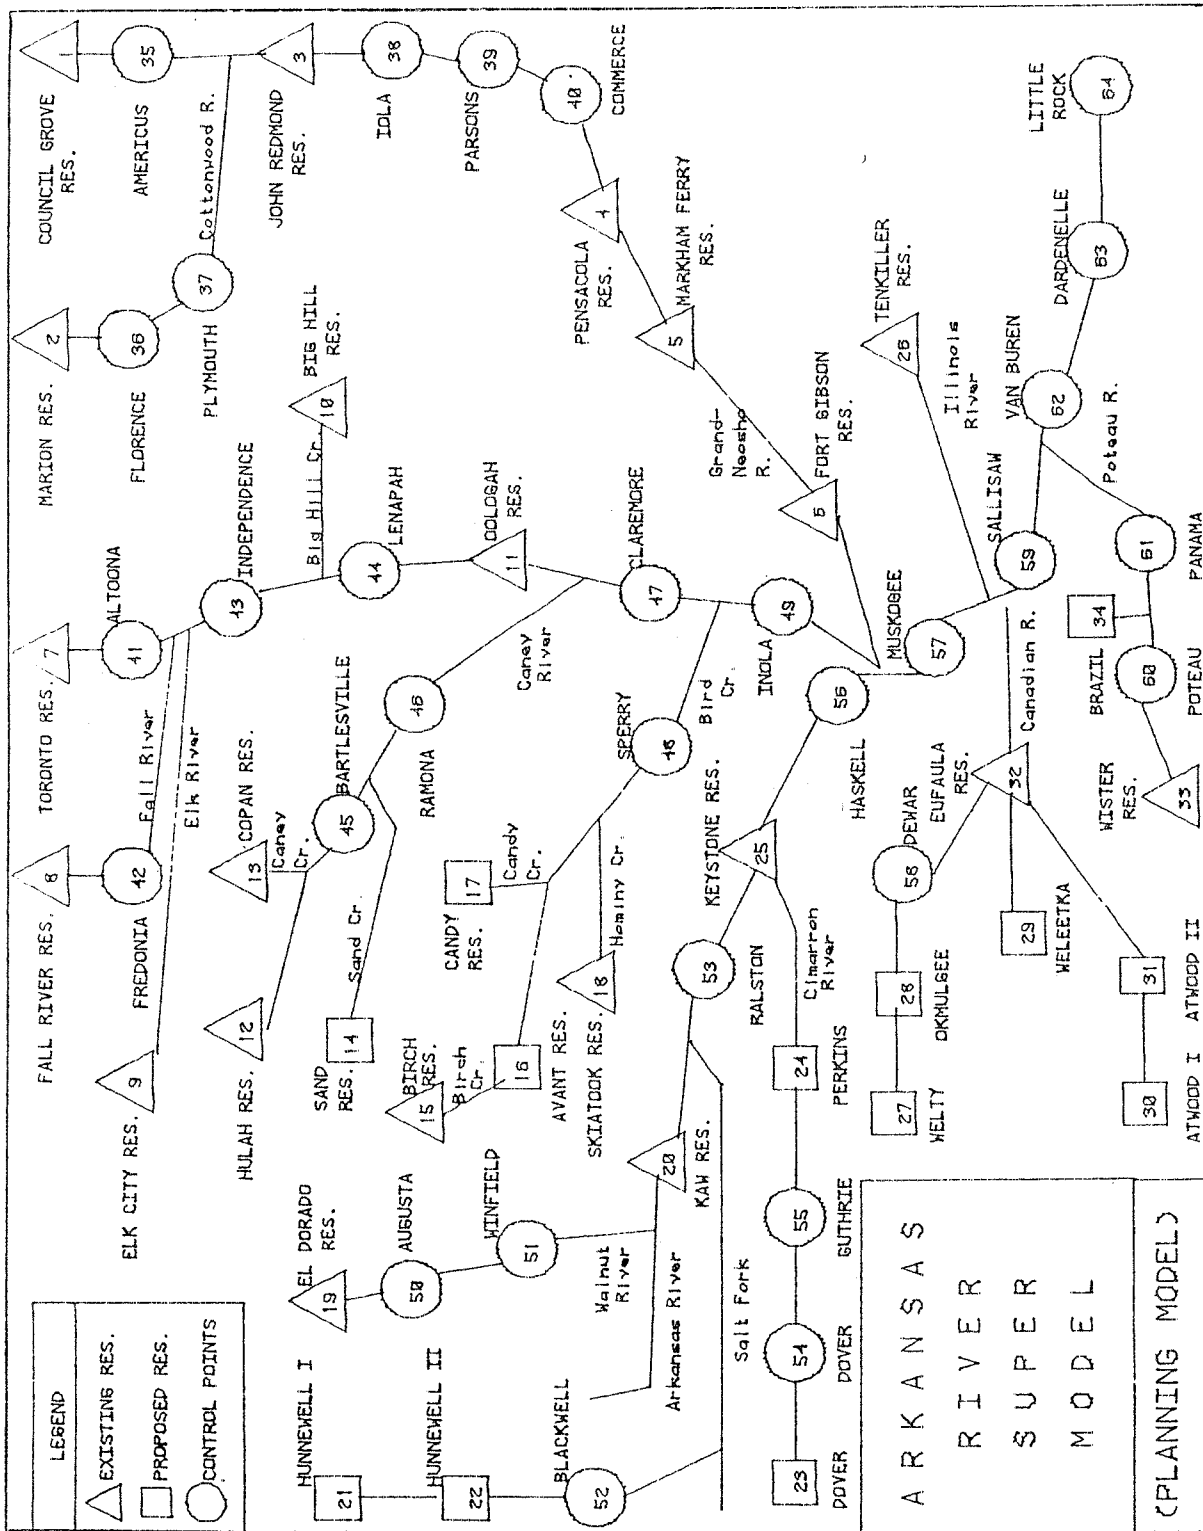 LEGEND
EXISTING RES.
PROPOSED RES.
CONTROL POINTS
ELK CITY RES.
9
FALL RIVER RES.
8
TORONTO RES.
7
MARION RES.
2
COUNCIL GROVE
RES.
1
FREDONIA
42
Fall River
Elk River
ALTOONA
41
FLORENCE
36
AMERICUS
35
PLYMOUTH
37
Cottonwood R.
INDEPENDENCE
43
JOHN REDMOND
RES.
3
HULAH RES.
12
COPAN RES.
13
Caney
Cr.
Big Hill Cr.
BIG HILL
RES.
10
IOLA
38
SAND
RES.
14
Sand Cr.
BARTLESVILLE
45
LENAPAH
44
PARSONS
39
EL DORADO
RES.
19
BIRCH
RES.
15
Birch
Cr.
RAMONA
46
OOLOGAH
RES.
11
COMMERCE
40
HUNNEWELL I
21
AUGUSTA
50
CANDY
RES.
17
Candy
Cr.
Caney
River
PENSACOLA
RES.
4
HUNNEWELL II
22
WINFIELD
51
AVANT RES.
16
SKIATOOK RES.
18
Hominy Cr.
SPERRY
48
CLAREMORE
47
MARKHAM FERRY
RES.
5
BLACKWELL
52
Walnut
River
Arkansas River
KAW RES.
20
RALSTON
53
KEYSTONE RES.
25
Bird
Cr.
INOLA
49
Grand-
Neosho
R.
FORT GIBSON
RES.
6
Salt Fork
Cimarron
River
HASKELL
56
MUSKOGEE
57
TENKILLER
RES.
26
Illinois
River
DOVER
23
DOVER
54
GUTHRIE
55
PERKINS
24
WELTY
27
OKMULGEE
28
DEWAR
58
EUFAULA
RES.
32
Canadian R.
SALLISAW
59
VAN BUREN
62
DARDENELLE
63
LITTLE
ROCK
64
WELEETKA
29
Poteau R.
BRAZIL
34
WISTER
RES.
33
POTEAU
60
PANAMA
61
ATWOOD I
30
ATWOOD II
31
ARKANSAS
RIVER
SUPER
MODEL
(PLANNING MODEL)